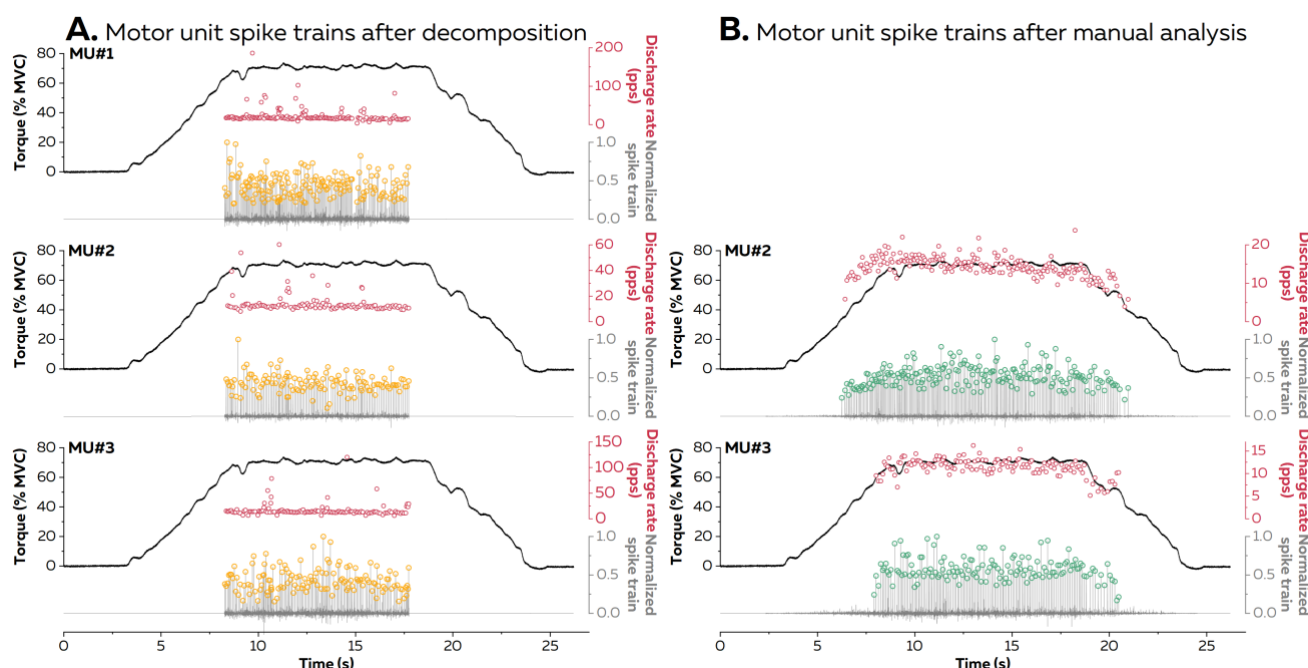 A. Motor unit spike trains after decomposition
MU#1
80
60
40
20
0
Torque (% MVC)
200
100
0
Discharge rate
(pps)
1.0
0.5
0.0
Normalized
spike train
MU#2
80
60
40
20
0
Torque (% MVC)
60
40
20
0
Discharge rate
(pps)
1.0
0.5
0.0
Normalized
spike train
MU#3
80
60
40
20
0
Torque (% MVC)
150
100
50
0
Discharge rate
(pps)
1.0
0.5
0.0
Normalized
spike train
0 5 10 15 20 25
Time (s)
B. Motor unit spike trains after manual analysis
MU#2
80
60
40
20
0
Torque (% MVC)
20
10
0
Discharge rate
(pps)
1.0
0.5
0.0
Normalized
spike train
MU#3
80
60
40
20
0
Torque (% MVC)
15
10
5
0
Discharge rate
(pps)
1.0
0.5
0.0
Normalized
spike train
0 5 10 15 20 25
Time (s)